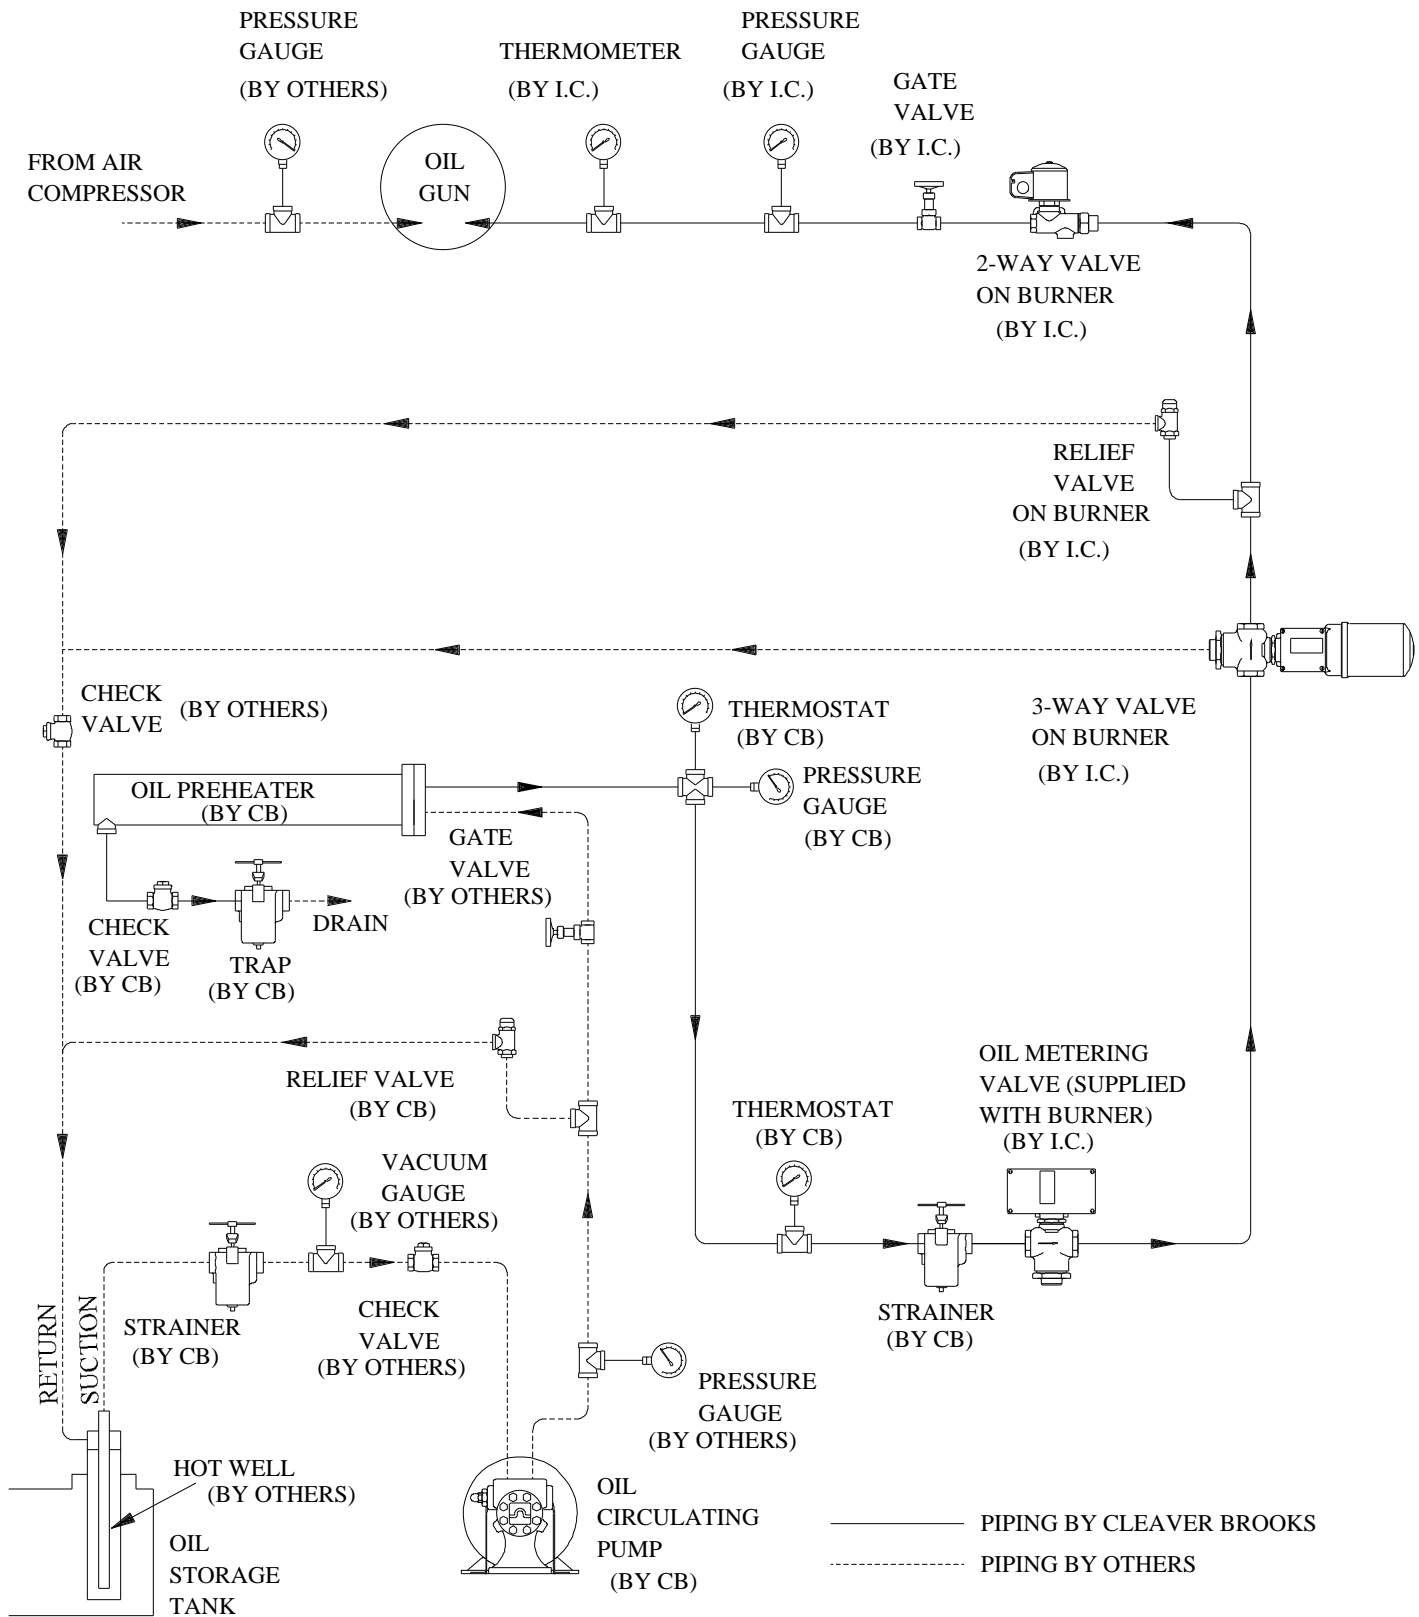 PRESSURE
GAUGE
(BY OTHERS)
THERMOMETER
(BY I.C.)
PRESSURE
GAUGE
(BY I.C.)
GATE
VALVE
(BY I.C.)
FROM AIR
COMPRESSOR
OIL
GUN
2-WAY VALVE
ON BURNER
(BY I.C.)
RELIEF
VALVE
ON BURNER
(BY I.C.)
CHECK
VALVE
(BY OTHERS)
THERMOSTAT
(BY CB)
3-WAY VALVE
ON BURNER
(BY I.C.)
PRESSURE
GAUGE
(BY CB)
OIL PREHEATER
(BY CB)
GATE
VALVE
(BY OTHERS)
DRAIN
CHECK
VALVE
(BY CB)
TRAP
(BY CB)
RELIEF VALVE
(BY CB)
OIL METERING
VALVE (SUPPLIED
WITH BURNER)
(BY I.C.)
THERMOSTAT
(BY CB)
VACUUM
GAUGE
(BY OTHERS)
STRAINER
(BY CB)
CHECK
VALVE
(BY OTHERS)
STRAINER
(BY CB)
RETURN
SUCTION
PRESSURE
GAUGE
(BY OTHERS)
HOT WELL
(BY OTHERS)
OIL
STORAGE
TANK
OIL
CIRCULATING
PUMP
(BY CB)
PIPING BY CLEAVER BROOKS
PIPING BY OTHERS